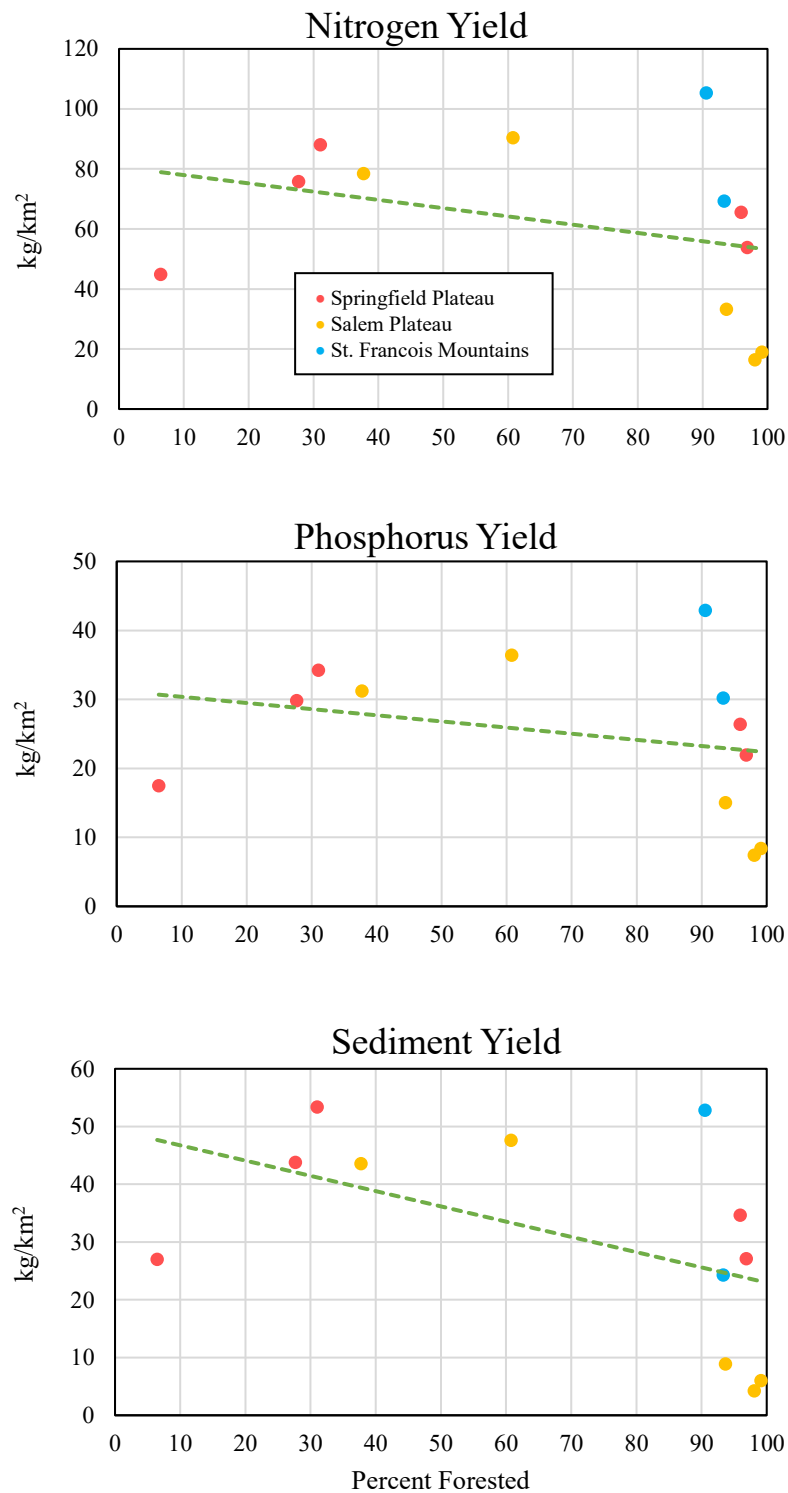 Nitrogen Yield
120
100
80
60
40
20
0
kg/km²
Springfield Plateau
Salem Plateau
St. Francois Mountains
0 10 20 30 40 50 60 70 80 90 100
Phosphorus Yield
50
40
30
20
10
0
kg/km²
0 10 20 30 40 50 60 70 80 90 100
Sediment Yield
60
50
40
30
20
10
0
kg/km²
0 10 20 30 40 50 60 70 80 90 100
Percent Forested